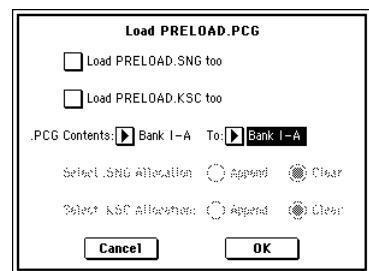 Load PRELOAD.PCG
Load PRELOAD.SNG too
Load PRELOAD.KSC too
.PCG Contents: Bank I-A To: Bank I-A
Select .SNG Allocation Append Clear
Select .KSC Allocation: Append Clear
Cancel OK